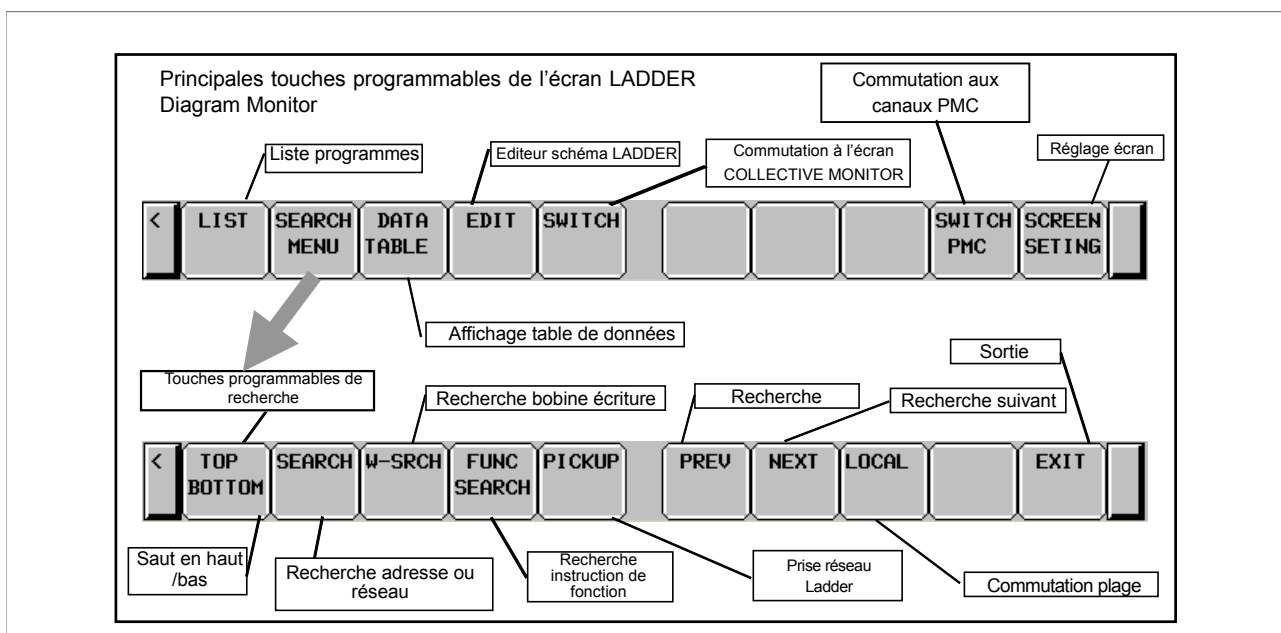 Principales touches programmables de l'écran LADDER
Diagram Monitor
Commutation aux
canaux PMC
Liste programmes
Editeur schéma LADDER
Commutation à l'écran
COLLECTIVE MONITOR
Réglage écran
< LIST SEARCH DATA EDIT SWITCH SWITCH SCREEN
MENU TABLE PMC SETING
Affichage table de données
Sortie
Touches programmables de
recherche
Recherche bobine écriture
Recherche
Recherche suivant
< TOP SEARCH W-SRCH FUNC PICKUP PREV NEXT LOCAL EXIT
BOTTOM SEARCH
Saut en haut
/bas
Recherche adresse ou
réseau
Recherche
instruction de
fonction
Prise réseau
Ladder
Commutation plage